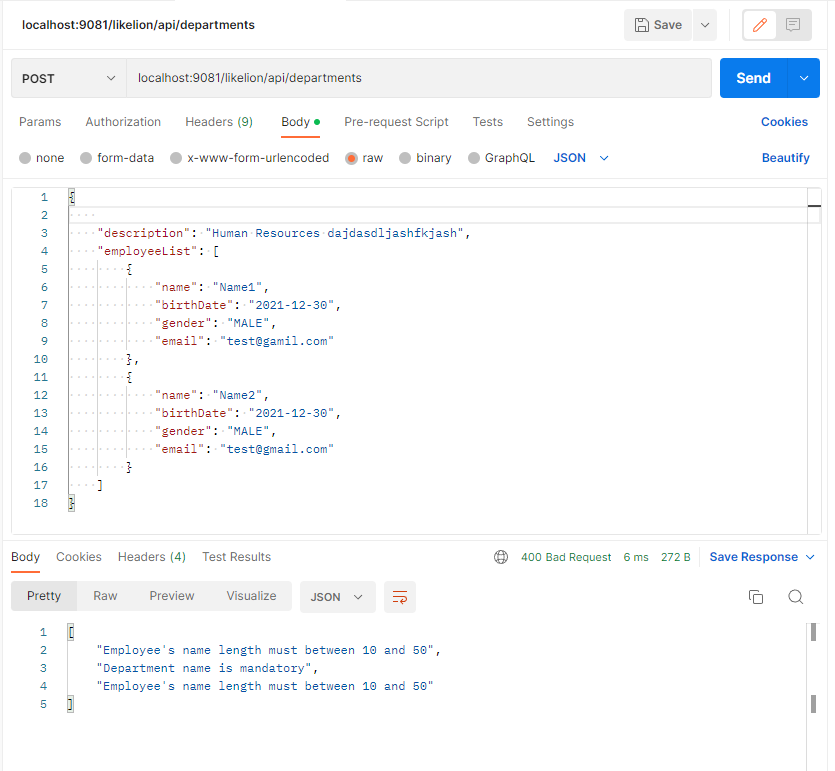 localhost:9081/likelion/api/departments
Save
POST
localhost:9081/likelion/api/departments
Send
Params Authorization Headers (9) Body Pre-request Script Tests Settings Cookies
none form-data x-www-form-urlencoded raw binary GraphQL JSON Beautify
1 {
2
3 "description": "Human Resources dajdasdljashfkjash",
4 "employeeList": [
5 {
6 "name": "Name1",
7 "birthDate": "2021-12-30",
8 "gender": "MALE",
9 "email": "test@gamil.com"
10 },
11 {
12 "name": "Name2",
13 "birthDate": "2021-12-30",
14 "gender": "MALE",
15 "email": "test@gmail.com"
16 }
17 ]
18 }
Body Cookies Headers (4) Test Results 400 Bad Request 6 ms 272 B Save Response
Pretty Raw Preview Visualize JSON
1 [
2 "Employee's name length must between 10 and 50",
3 "Department name is mandatory",
4 "Employee's name length must between 10 and 50"
5 ]